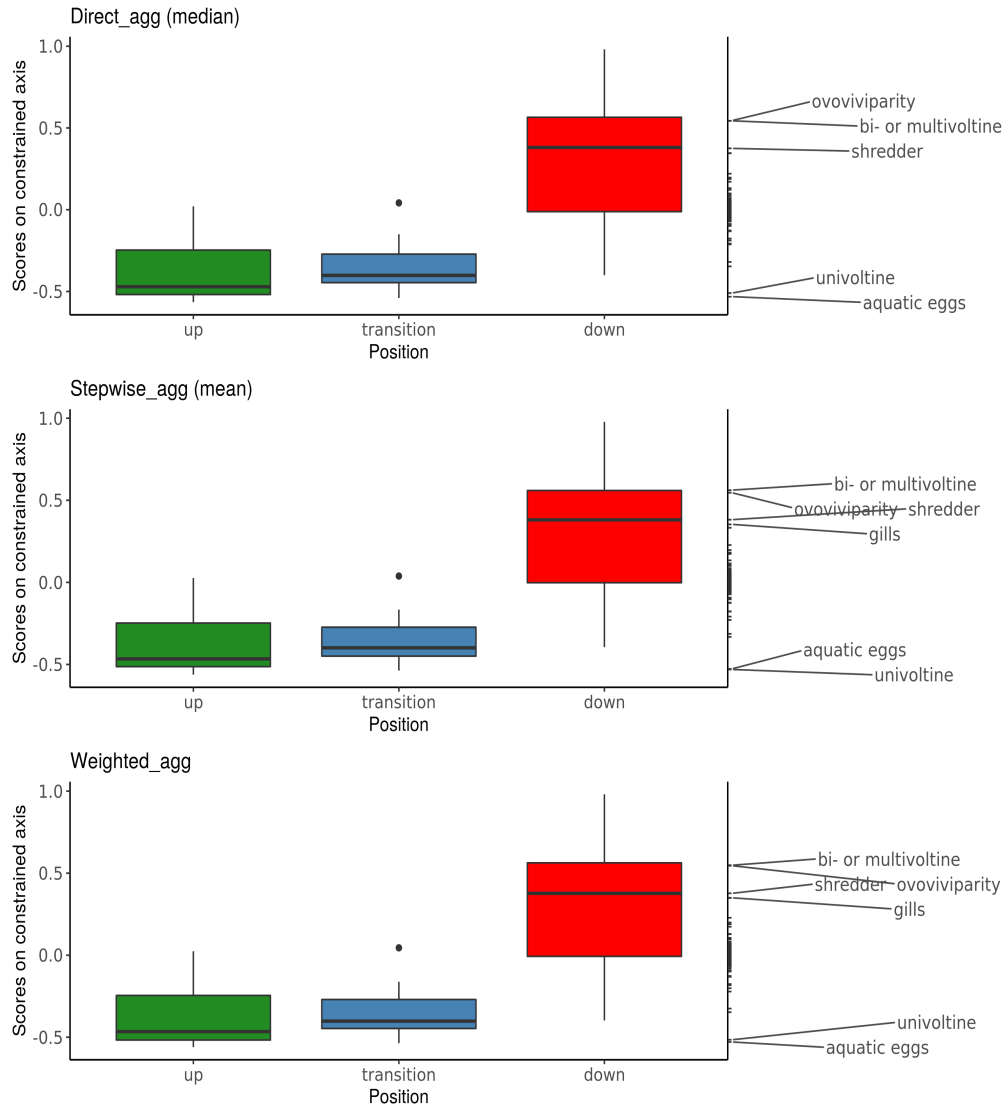 Direct_agg (median)
Scores on constrained axis
1.0
0.5
0.0
-0.5
up
transition
down
Position
ovoviviparity
bi- or multivoltine
shredder
univoltine
aquatic eggs
Stepwise_agg (mean)
Scores on constrained axis
1.0
0.5
0.0
-0.5
up
transition
down
Position
bi- or multivoltine
ovoviviparity
shredder
gills
aquatic eggs
univoltine
Weighted_agg
Scores on constrained axis
1.0
0.5
0.0
-0.5
up
transition
down
Position
bi- or multivoltine
shredder
ovoviviparity
gills
univoltine
aquatic eggs